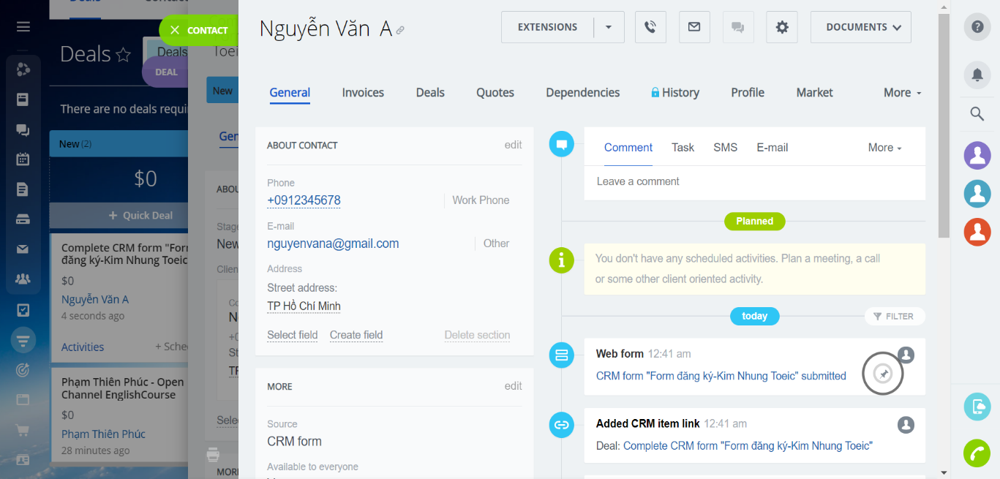 Deals
Contacts
CONTACT
Deals
Deals
DEAL
There are no deals requi
New (2)
$0
+ Quick Deal
Complete CRM form "For
đăng ký-Kim Nhung Toeic
$0
Nguyễn Văn A
4 seconds ago
Activities
+ Sche
Phạm Thiên Phúc - Open
Channel EnglishCourse
$0
Phạm Thiên Phúc
28 minutes ago
Toei
New
Gen
ABOU
Stage
New
Clien
Co
N
+0
St
TF
Selec
MORE
Nguyễn Văn A
EXTENSIONS
DOCUMENTS
General
Invoices
Deals
Quotes
Dependencies
History
Profile
Market
More
ABOUT CONTACT
edit
Phone
+0912345678
Work Phone
E-mail
nguyenvana@gmail.com
Other
Address
Street address:
TP Hồ Chí Minh
Select field
Create field
Delete section
MORE
edit
Source
CRM form
Available to everyone
Comment
Task
SMS
E-mail
More
Leave a comment
Planned
You don't have any scheduled activities. Plan a meeting, a call
or some other client oriented activity.
today
FILTER
Web form 12:41 am
CRM form "Form đăng ký-Kim Nhung Toeic" submitted
Added CRM item link 12:41 am
Deal: Complete CRM form "Form đăng ký-Kim Nhung Toeic"